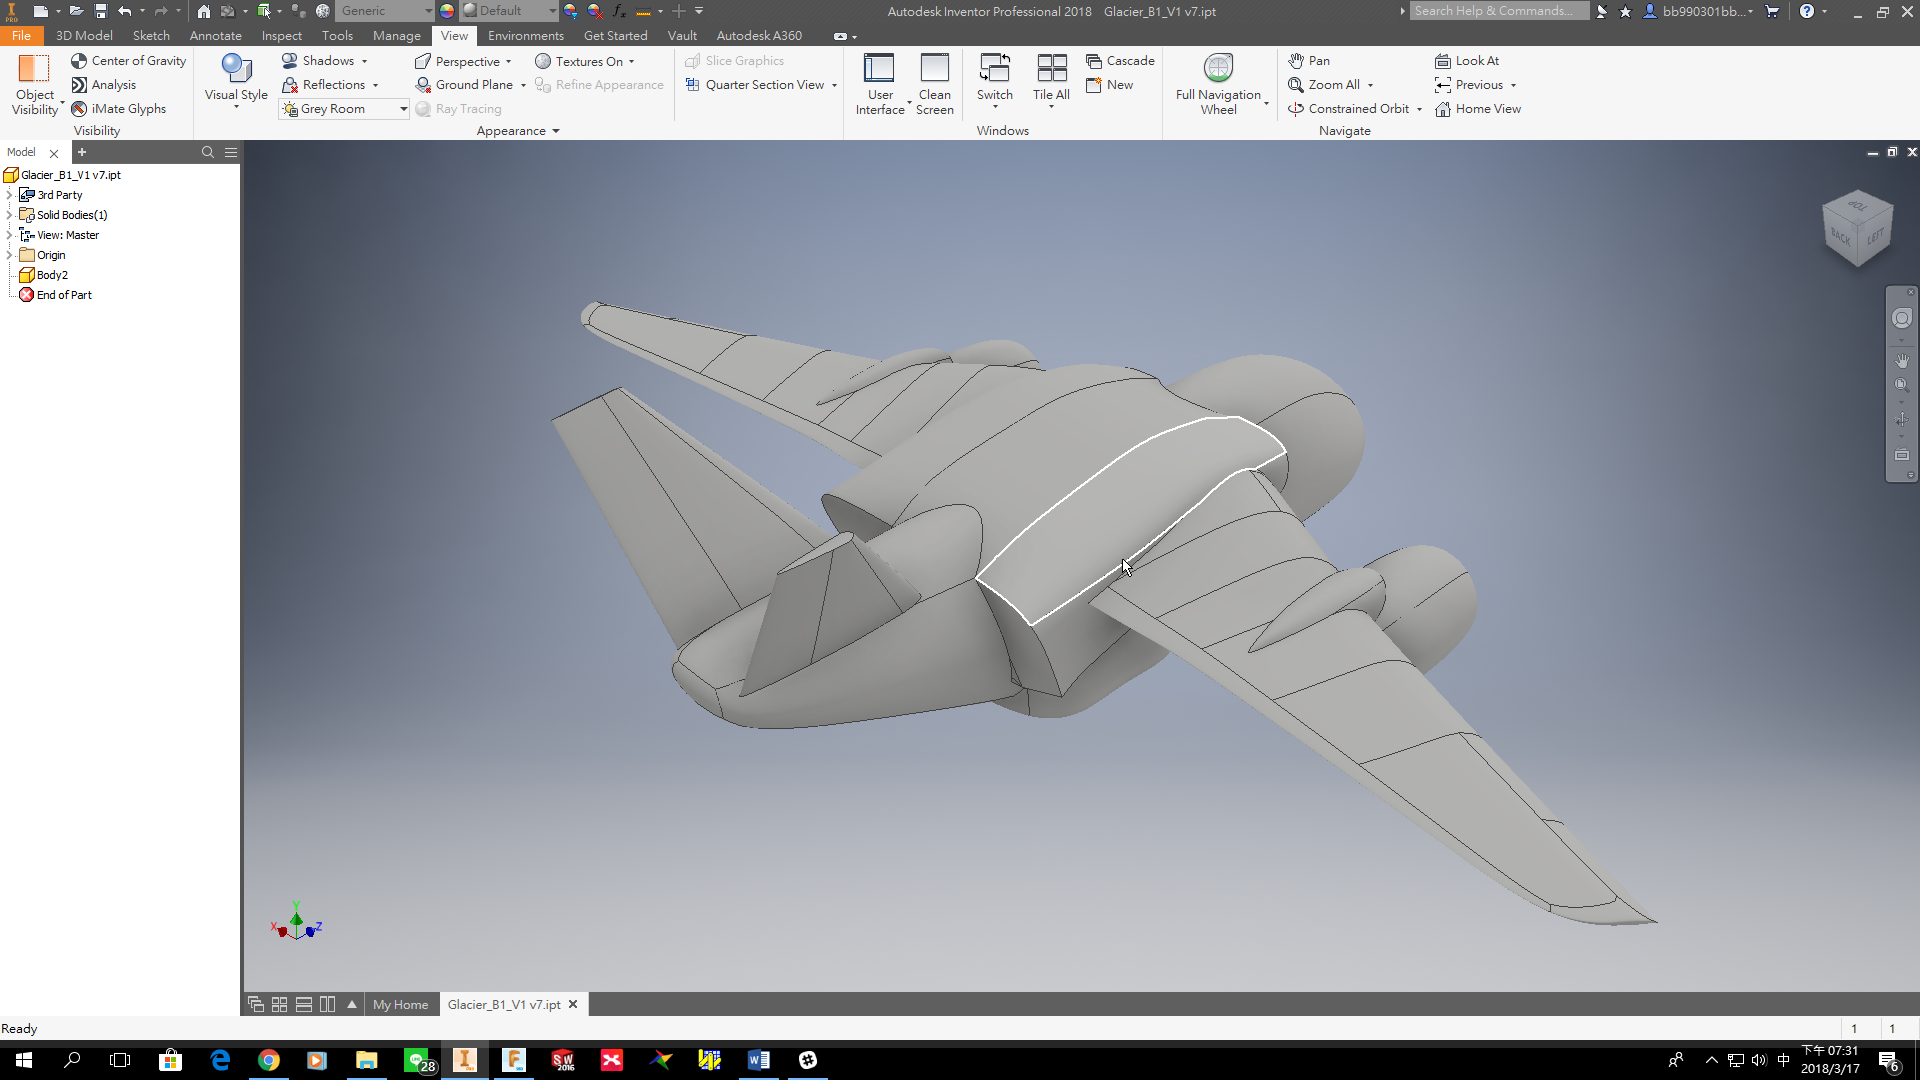 Generic
Default
Autodesk Inventor Professional 2018 Glacier_B1_V1 v7.ipt
Search Help & Commands...
bb990301bb...
PRO
File 3D Model Sketch Annotate Inspect Tools Manage View Environments Get Started Vault Autodesk A360
Object Visibility
Center of Gravity
Analysis
iMate Glyphs
Visibility
Visual Style
Shadows
Reflections
Grey Room
Perspective
Ground Plane
Ray Tracing
Textures On
Refine Appearance
Appearance
Slice Graphics
Quarter Section View
User Interface
Clean Screen
Switch
Tile All
Cascade
New
Windows
Full Navigation Wheel
Pan
Zoom All
Constrained Orbit
Look At
Previous
Home View
Navigate
Model
Glacier_B1_V1 v7.ipt
3rd Party
Solid Bodies(1)
View: Master
Origin
Body2
End of Part
TOP
BACK
LEFT
Y
X
Z
My Home
Glacier_B1_V1 v7.ipt
Ready
1 1
28
SW
2016
中
下午 07:31
2018/3/17
6